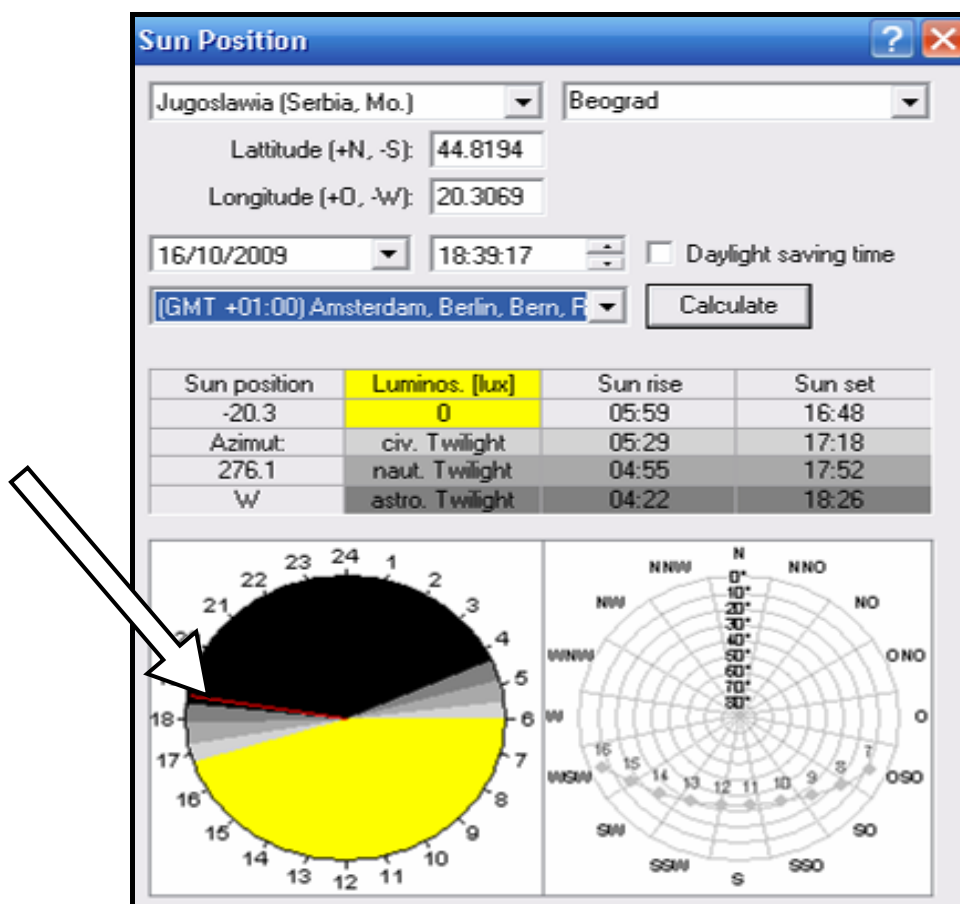 Sun Position
Jugoslawia (Serbia, Mo.) Beograd
Lattitude (+N, -S): 44.8194
Longitude (+O, -W): 20.3069
16/10/2009 18:39:17 Daylight saving time
(GMT +01:00) Amsterdam, Berlin, Bern, Calculate
Sun position Luminos. [lux] Sun rise Sun set
-20.3 0 05:59 16:48
Azimut: civ. Twilight 05:29 17:18
276.1 naut. Twilight 04:55 17:52
W astro. Twilight 04:22 18:26
24 1 2 3 4 5 6 7 8 9 10 11 12 13 14 15 16 17 18 21 22 23
N NNO NO ONO O OSO SO SSO S SSW SW WSW W WNW NW NNW
0° 10° 20° 30° 40° 50° 60° 70° 80°
16 15 14 13 12 11 10 9 8 7